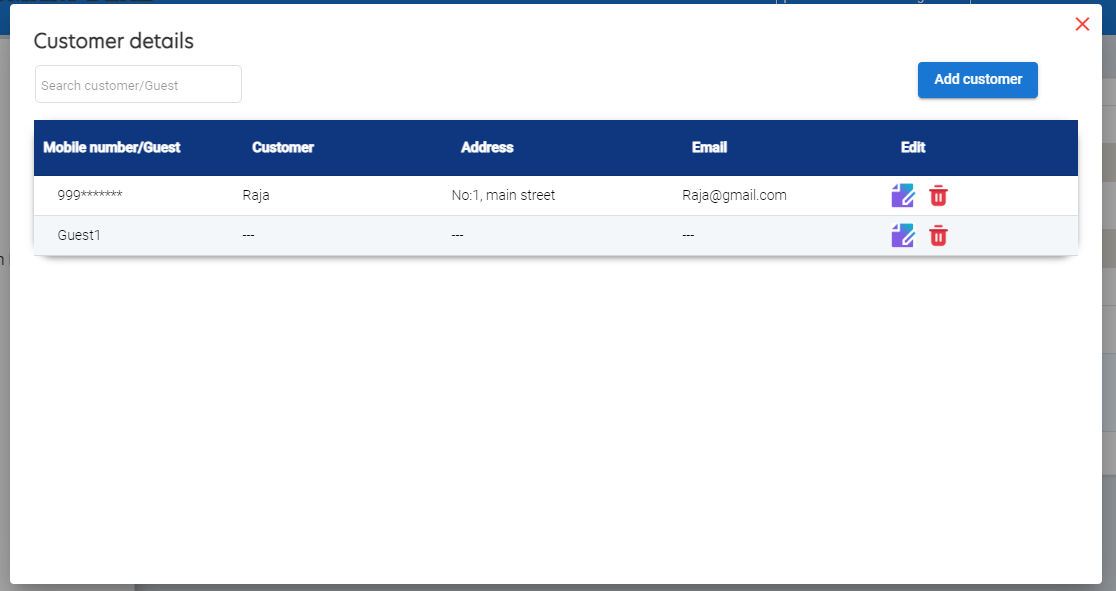 Customer details
Search customer/Guest
Add customer
Mobile number/Guest Customer Address Email Edit
999******* Raja No:1, main street Raja@gmail.com
Guest1 --- --- ---